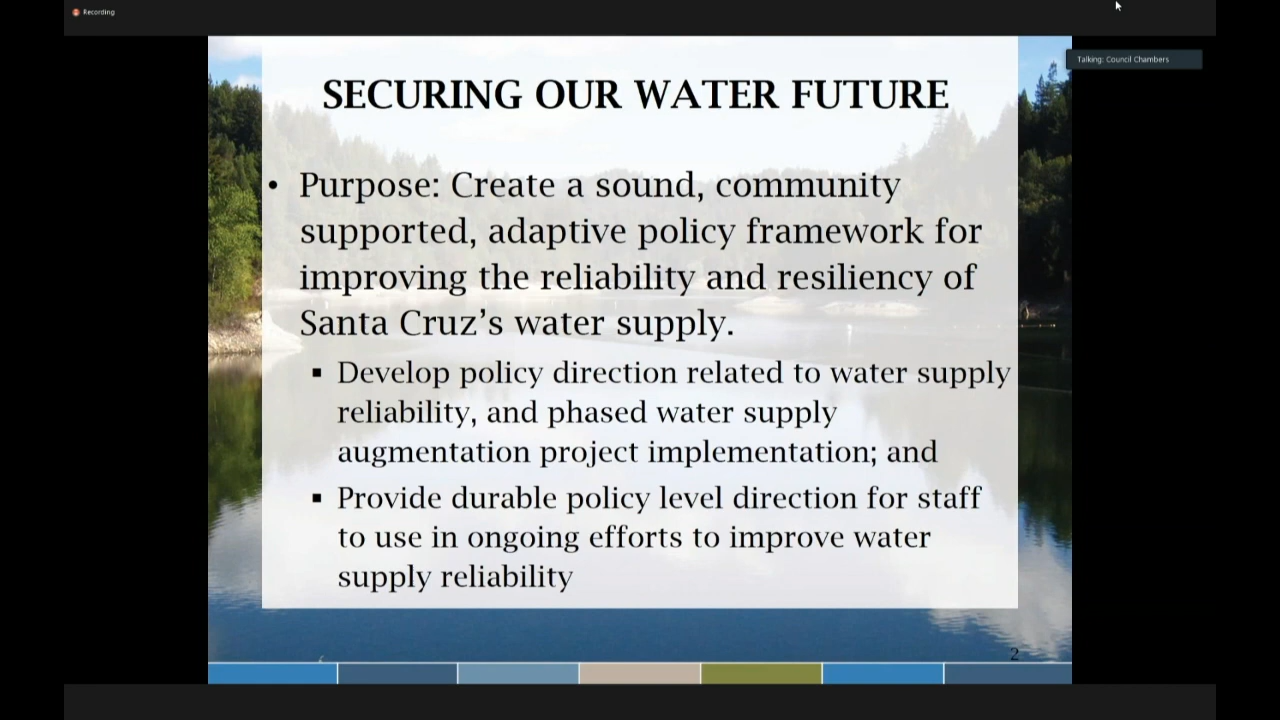 Recording
Talking: Council Chambers
SECURING OUR WATER FUTURE
• Purpose: Create a sound, community
supported, adaptive policy framework for
improving the reliability and resiliency of
Santa Cruz’s water supply.
▪ Develop policy direction related to water supply
reliability, and phased water supply
augmentation project implementation; and
▪ Provide durable policy level direction for staff
to use in ongoing efforts to improve water
supply reliability
2